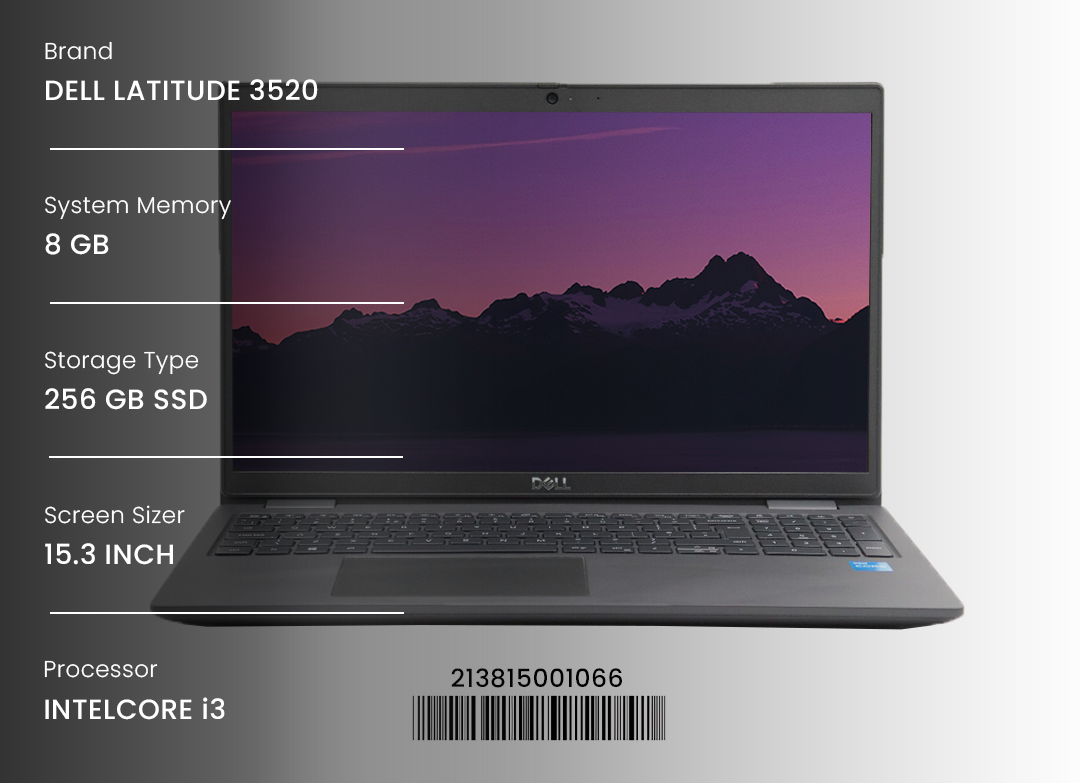 Brand
DELL LATITUDE 3520
System Memory
8 GB
Storage Type
256 GB SSD
DELL
Screen Sizer
15.3 INCH
Processor
INTELCORE i3
213815001066